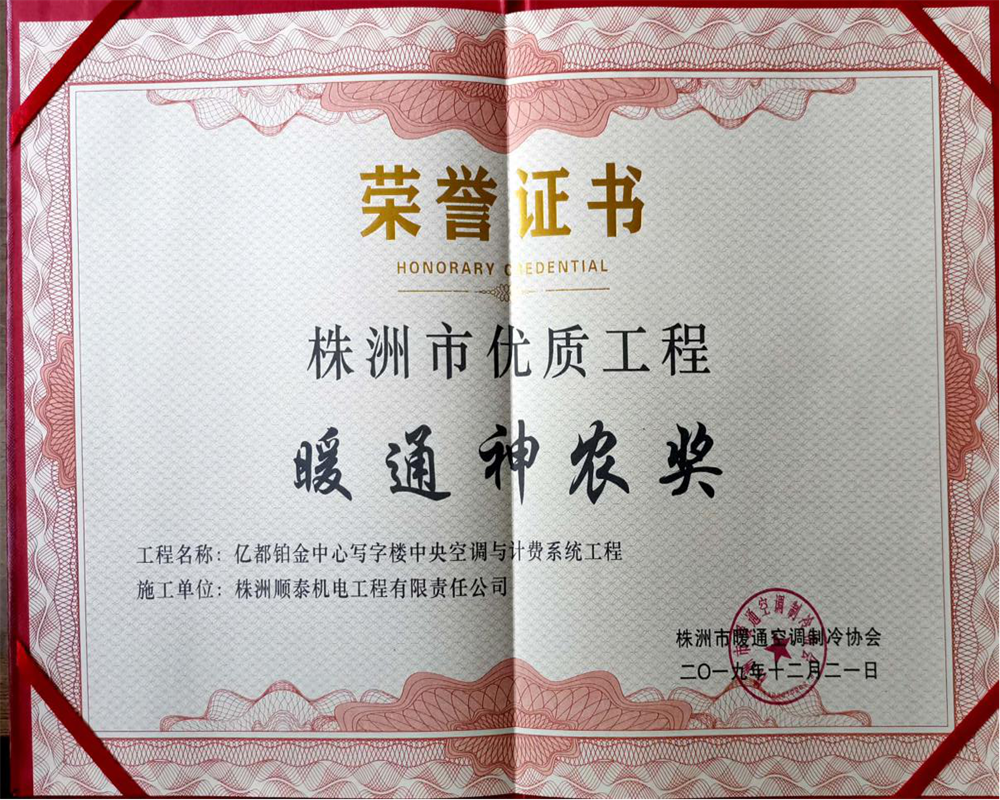 荣誉证书
HONORARY CREDENTIAL
株洲市优质工程
暖通神农奖
工程名称：亿都铂金中心写字楼中央空调与计费系统工程
施工单位：株洲顺泰机电工程有限责任公司
株洲市暖通空调制冷协会
二〇一九年十二月二一日